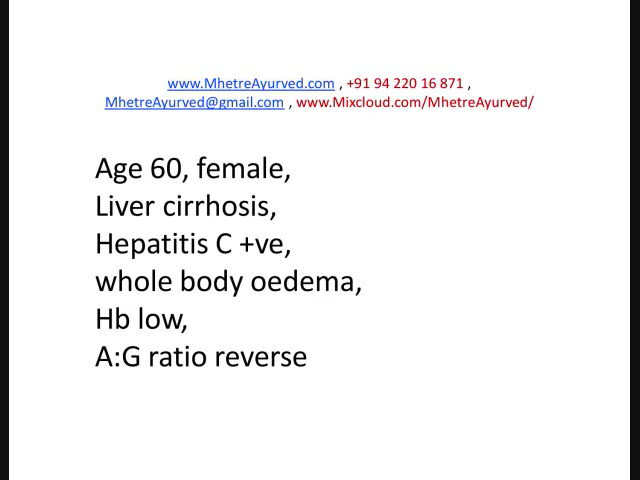 www.MhetreAyurved.com , +91 94 220 16 871 ,
MhetreAyurved@gmail.com , www.Mixcloud.com/MhetreAyurved/
Age 60, female,
Liver cirrhosis,
Hepatitis C +ve,
whole body oedema,
Hb low,
A:G ratio reverse